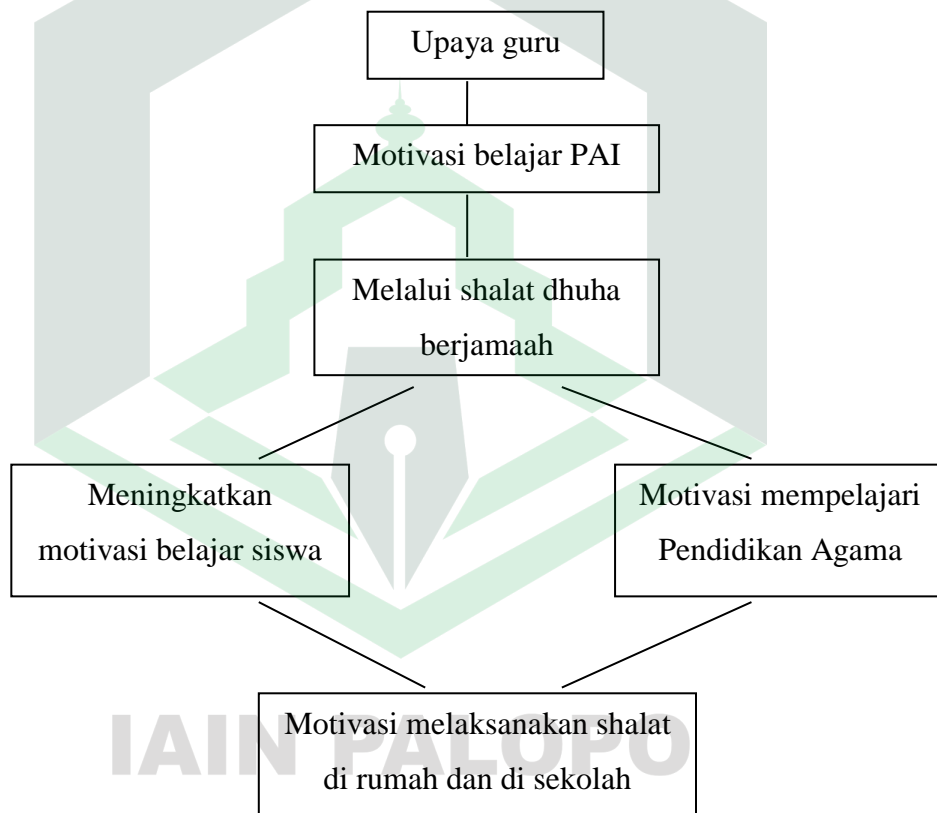 Upaya guru
Motivasi belajar PAI
Melalui shalat dhuha
berjamaah
Meningkatkan
motivasi belajar siswa
Motivasi mempelajari
Pendidikan Agama
Motivasi melaksanakan shalat
di rumah dan di sekolah
IAIN PALOPO